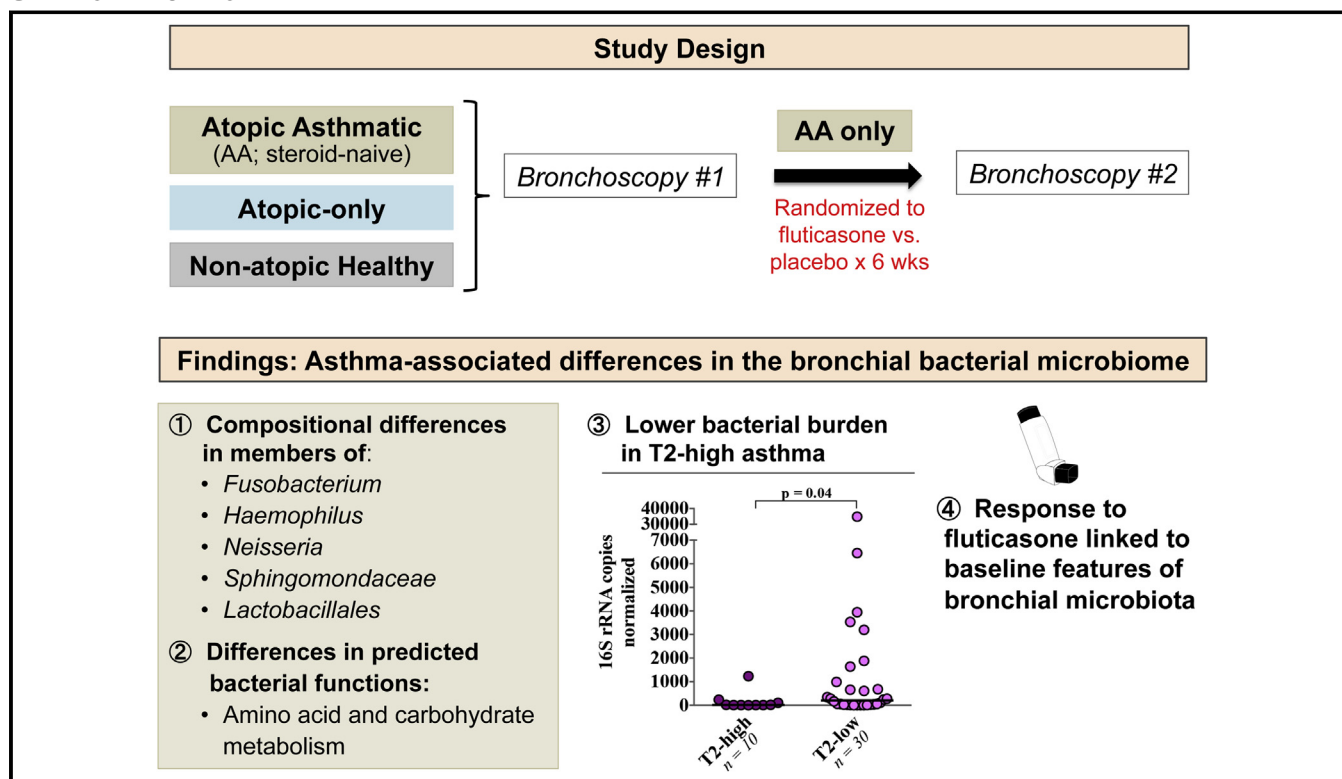 Study Design
Atopic Asmatic
(AA; steroid-naive)
Atopic-only
Non-atopic Healthy
Bronchoscopy #1
AA only
Randomized to
fluticasone vs.
placebo x 6 wks
Bronchoscopy #2
Findings: Asthma-associated differences in the bronchial bacterial microbiome
① Compositional differences
in members of:
• Fusobacterium
• Haemophilus
• Neisseria
• Sphingomondaceae
• Lactobacillales
② Differences in predicted
bacterial functions:
• Amino acid and carbohydrate
metabolism
③ Lower bacterial burden
in T2-high asthma
p = 0.04
16S rRNA copies
normalized
40000
30000
7000
6000
5000
4000
3000
2000
1000
0
T2-high
n = 10
T2-low
n = 30
④ Response to
fluticasone linked to
baseline features of
bronchial microbiota